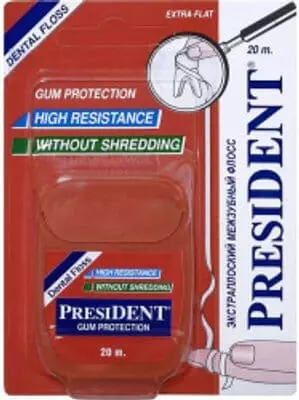 DENTAL FLOSS
EXTRA-FLAT
20 m.
GUM PROTECTION
HIGH RESISTANCE
WITHOUT SHREDDING
ЭКСТРАПЛОСКИЙ МЕЖЗУБНЫЙ ФЛОСС
PRESIDENT®
Dental Floss
HIGH RESISTANCE
WITHOUT SHREDDING
PRESIDENT
GUM PROTECTION
20 m.